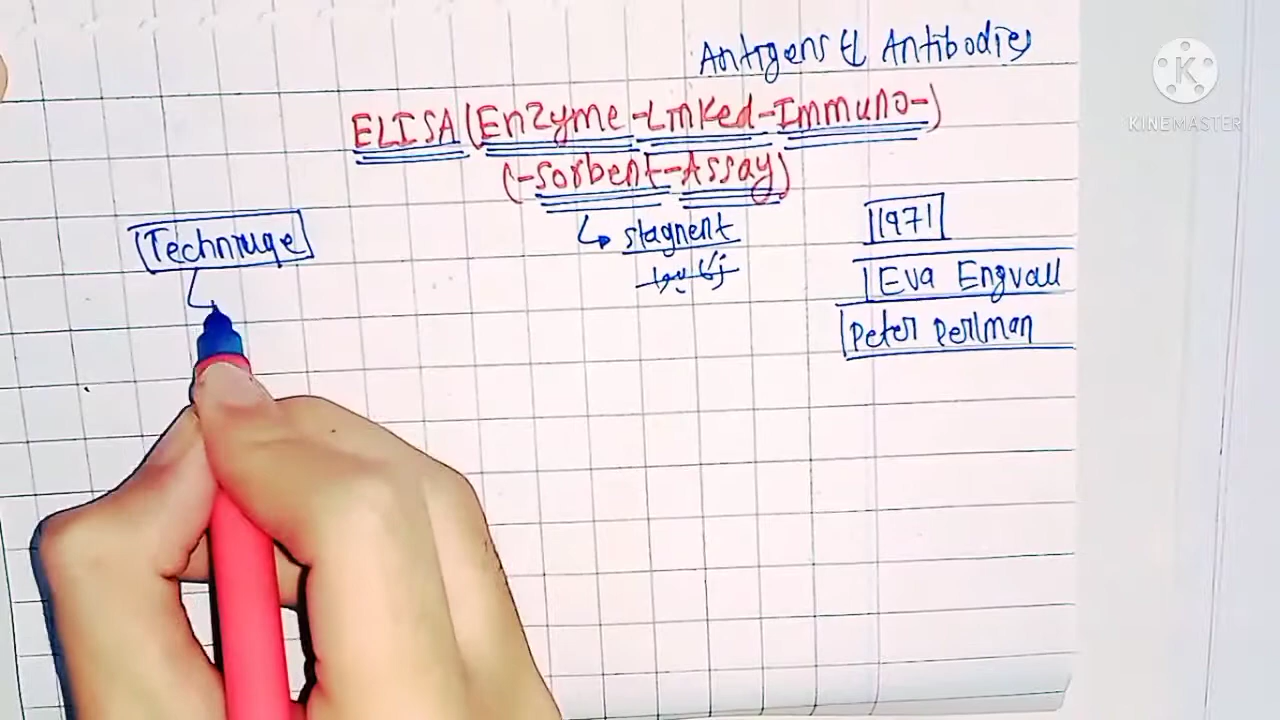 Antigens & Antibodies
ELISA (Enzyme-Linked-Immuno-)
(-Sorbent-Assay)
Technique
stagnent
1971
Eva Engvall
Peter Perlman
KINEMASTER